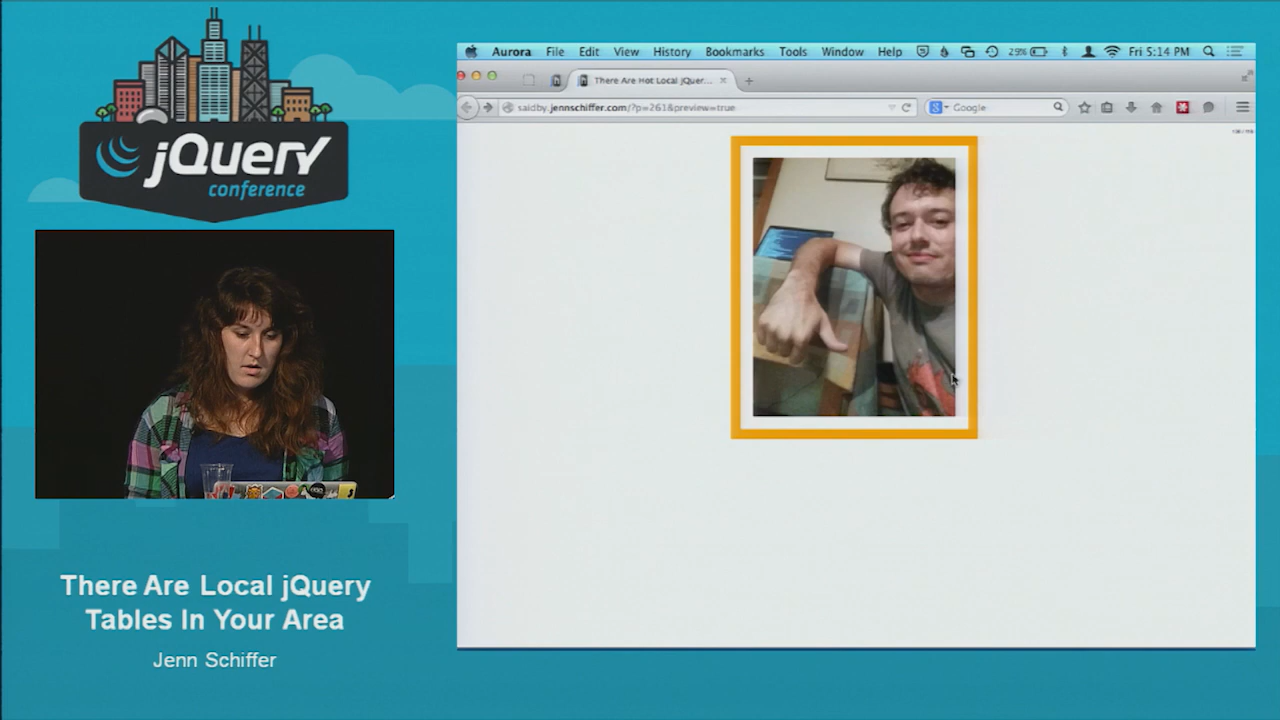 jQuery
conference
There Are Local jQuery
Tables In Your Area
Jenn Schiffer
Aurora File Edit View History Bookmarks Tools Window Help 29% Fri 5:14 PM
There Are Hot Local jQuer...
saidby.jennschiffer.com/?p=261&preview=true
Google